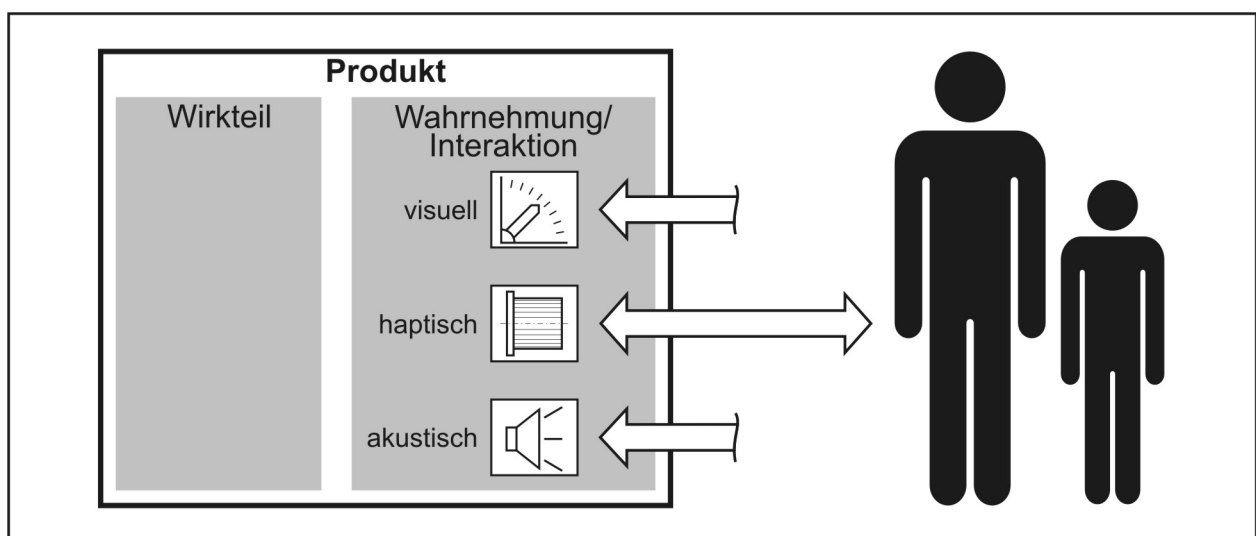 Produkt
Wirkteil
Wahrnehmung/
Interaktion
visuell
haptisch
akustisch